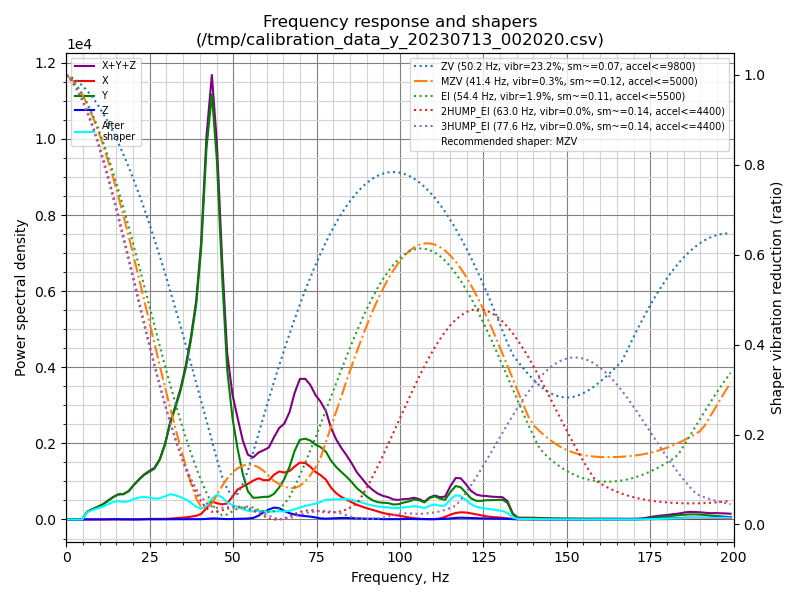 Frequency response and shapers
(/tmp/calibration_data_y_20230713_002020.csv)
1e4
X+Y+Z
X
Y
Z
After
shaper
ZV (50.2 Hz, vibr=23.2%, sm~=0.07, accel<=9800)
MZV (41.4 Hz, vibr=0.3%, sm~=0.12, accel<=5000)
EI (54.4 Hz, vibr=1.9%, sm~=0.11, accel<=5500)
2HUMP_EI (63.0 Hz, vibr=0.0%, sm~=0.14, accel<=4400)
3HUMP_EI (77.6 Hz, vibr=0.0%, sm~=0.14, accel<=4400)
Recommended shaper: MZV
Power spectral density
1.2
1.0
0.8
0.6
0.4
0.2
0.0
1.0
0.8
0.6
0.4
0.2
0.0
Shaper vibration reduction (ratio)
0 25 50 75 100 125 150 175 200
Frequency, Hz